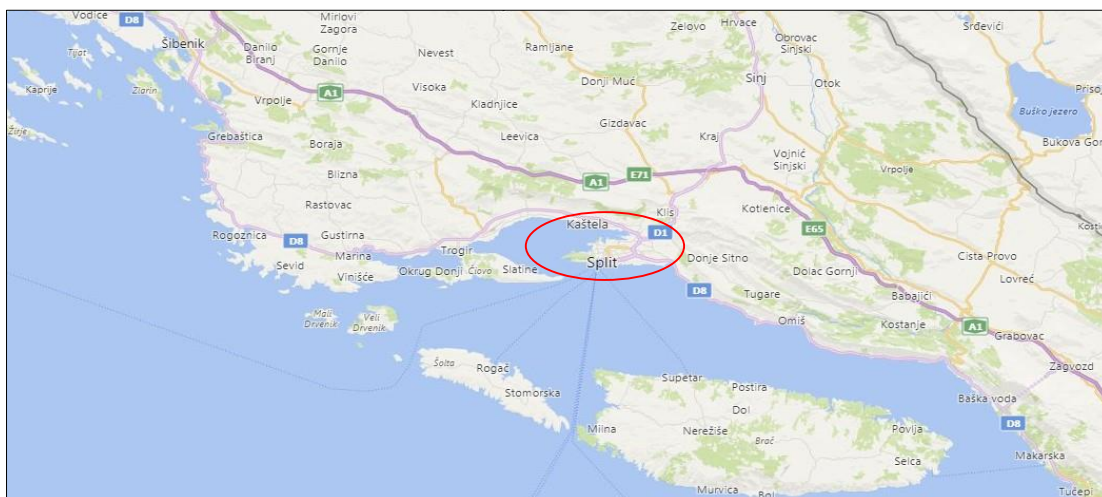 Vodice
D8
Mirlovi
Zagora
Zelovo
Hrvace
Srđevići
Tijat
Šibenik
Danilo
Biranj
Gornje
Danilo
Nevest
Ramljane
Obrovac
Sinjski
Kaprije
Zlarin
Vrpolje
A1
Visoka
Kladnjice
Donji Muć
Sinj
Otok
Buško jezero
Žirje
Grebaštica
Boraja
Leevica
Gizdavac
Kraj
Vojnić
Sinjski
Vrpolje
Bukova Gor
Blizna
A1
E71
Rastovac
Klis
Kotlenice
Rogoznica
D8
Gustirna
Marina
Kaštela
D1
E65
Sevid
Vinišće
Trogir
Okrug Donji
Čiovo
Slatine
Split
Donje Sitno
Dolac Gornji
Cista Provo
Lovreć
D8
Tugare
Babajići
Mali
Drvenik
Veli
Drvenik
Omiš
Kostanje
A1
Grabovac
Šolta
Rogač
Stomorska
Supetar
Postira
Zagvozd
Dol
Baška voda
Milna
Nerežiše
Brač
Povlja
D8
Selca
Makarska
Murvica
Bol
Tučepi